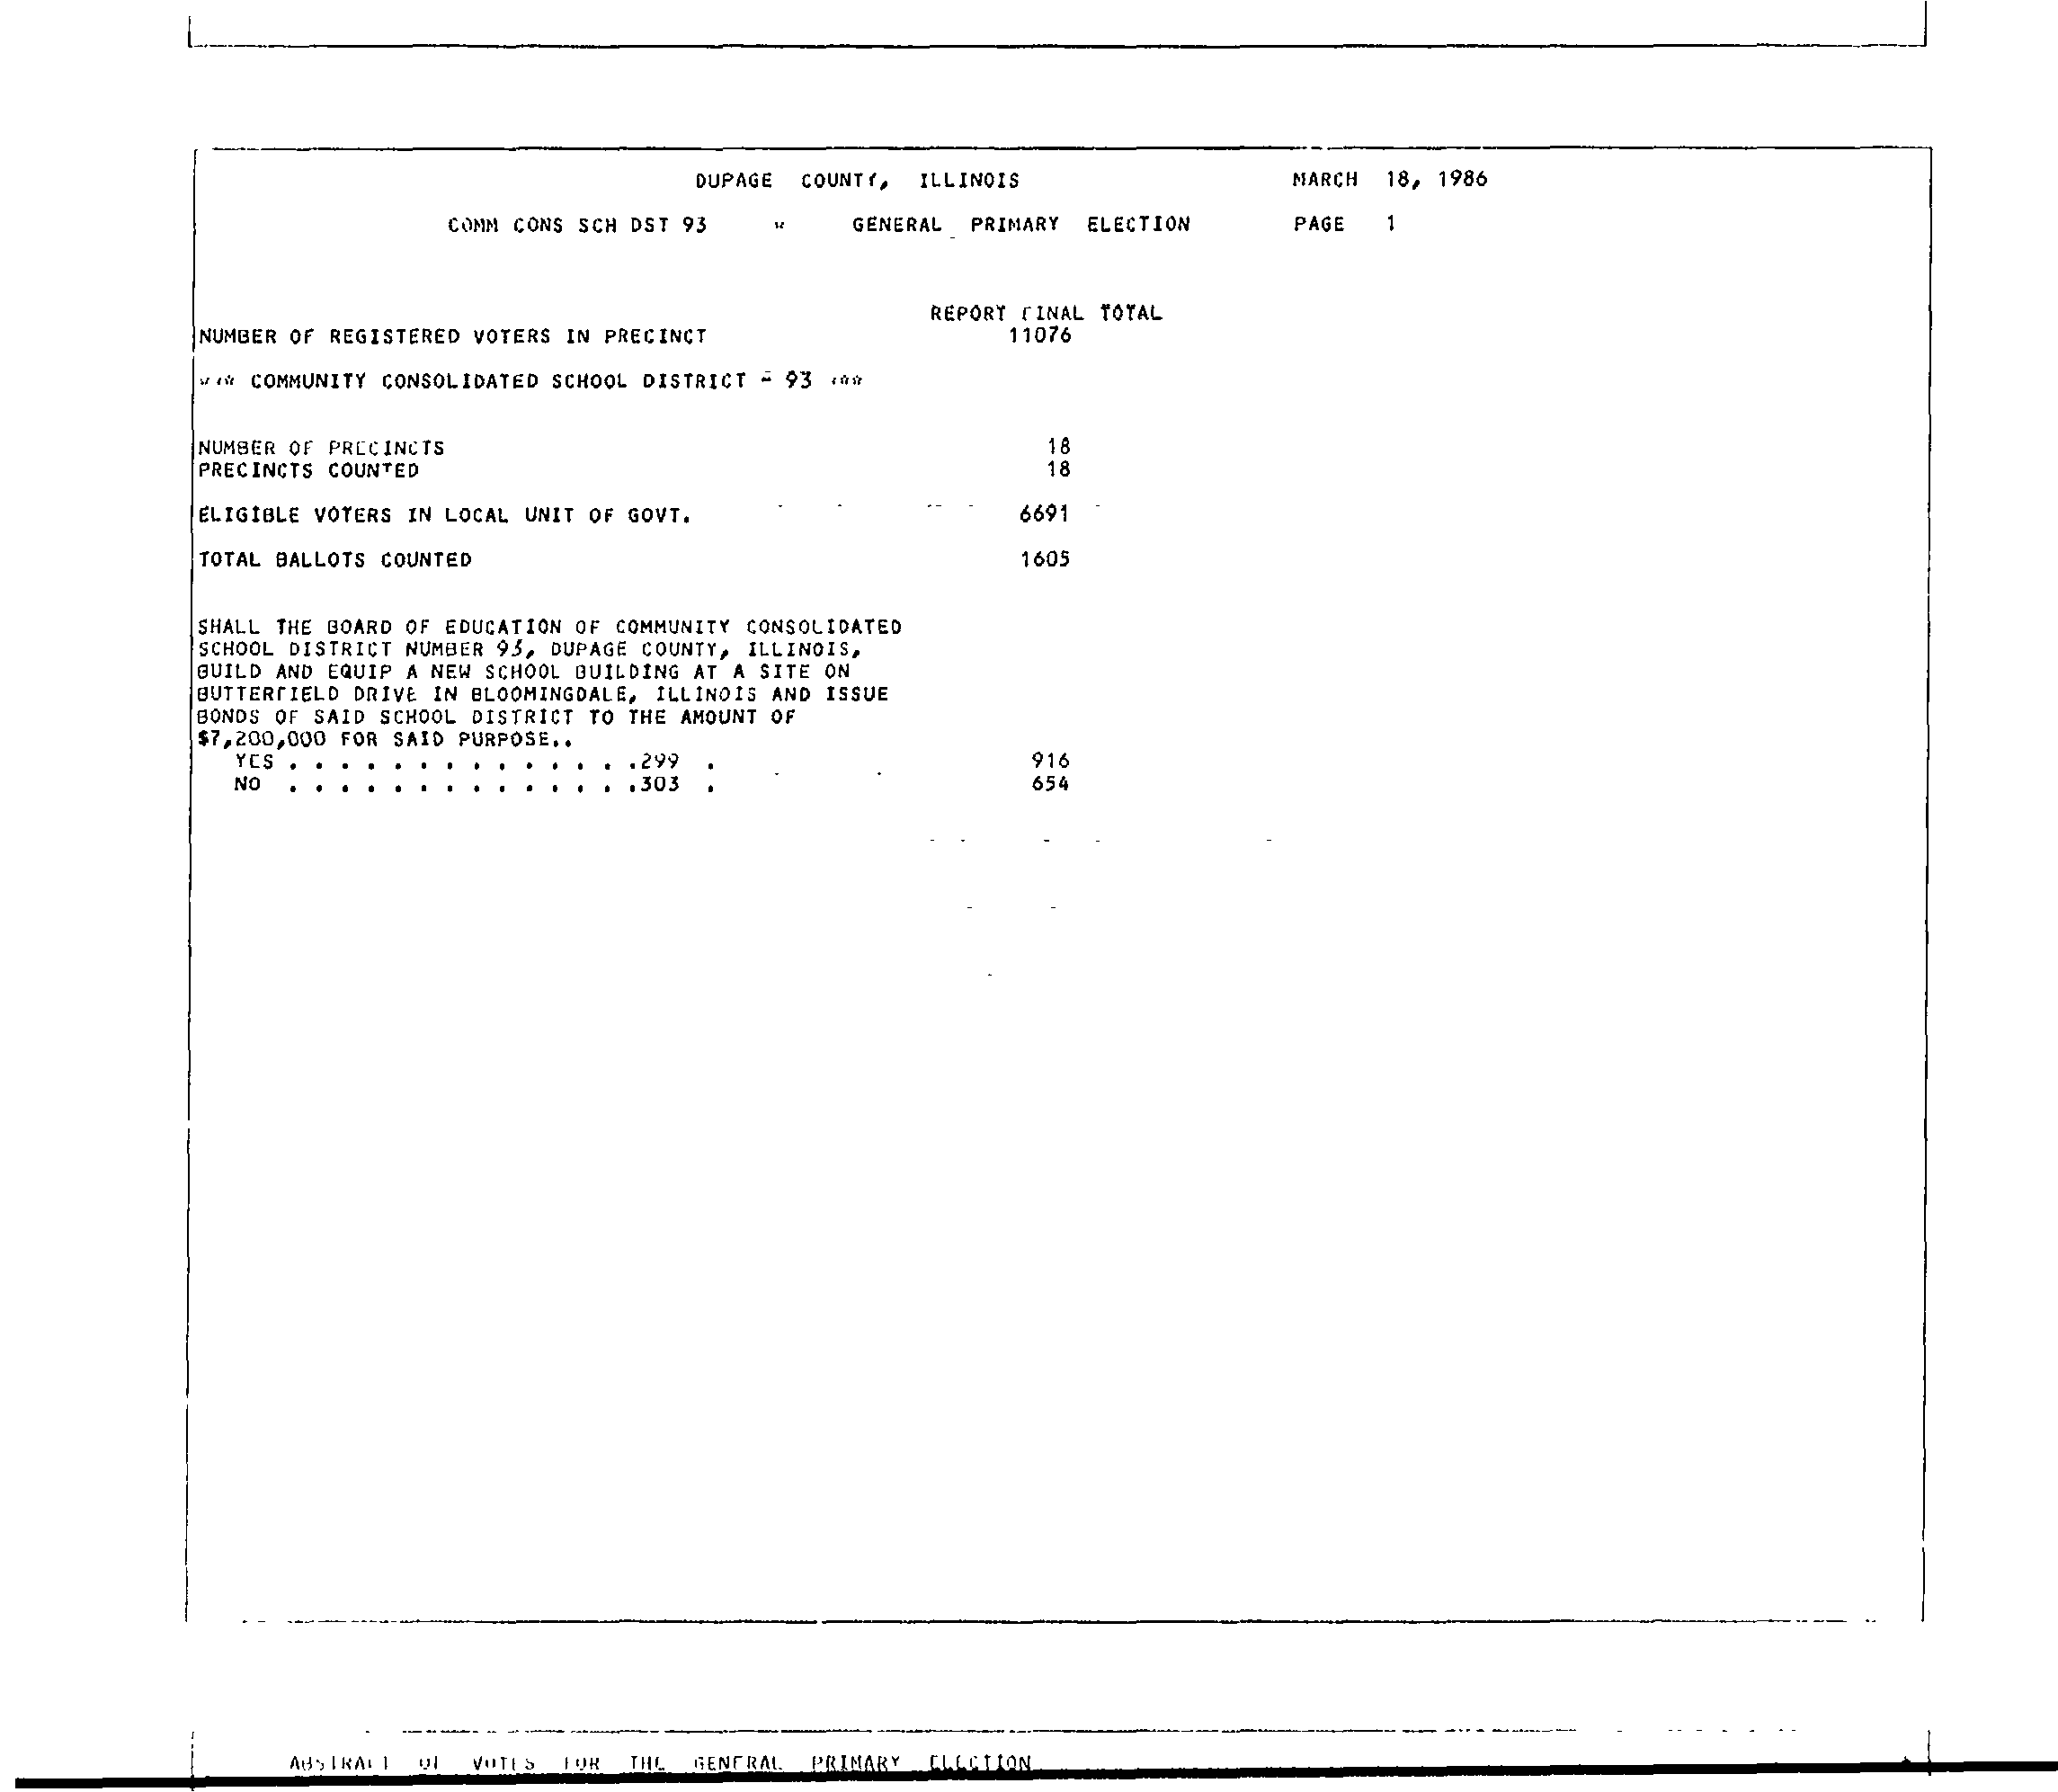 DUPAGE COUNTY, ILLINOIS MARCH 18, 1986
COMM CONS SCH DST 93 * GENERAL PRIMARY ELECTION PAGE 1
REPORT FINAL TOTAL
NUMBER OF REGISTERED VOTERS IN PRECINCT 11076
*** COMMUNITY CONSOLIDATED SCHOOL DISTRICT - 93 ***
NUMBER OF PRECINCTS 18
PRECINCTS COUNTED 18
ELIGIBLE VOTERS IN LOCAL UNIT OF GOVT. 6691
TOTAL BALLOTS COUNTED 1605
SHALL THE BOARD OF EDUCATION OF COMMUNITY CONSOLIDATED
SCHOOL DISTRICT NUMBER 93, DUPAGE COUNTY, ILLINOIS,
BUILD AND EQUIP A NEW SCHOOL BUILDING AT A SITE ON
BUTTERFIELD DRIVE IN BLOOMINGDALE, ILLINOIS AND ISSUE
BONDS OF SAID SCHOOL DISTRICT TO THE AMOUNT OF
$7,200,000 FOR SAID PURPOSE..
YES . . . . . . . . . . . . . .299 . 916
NO . . . . . . . . . . . . . .303 . 654
ABSTRACT OF VOTES FOR THE GENERAL PRIMARY ELECTION